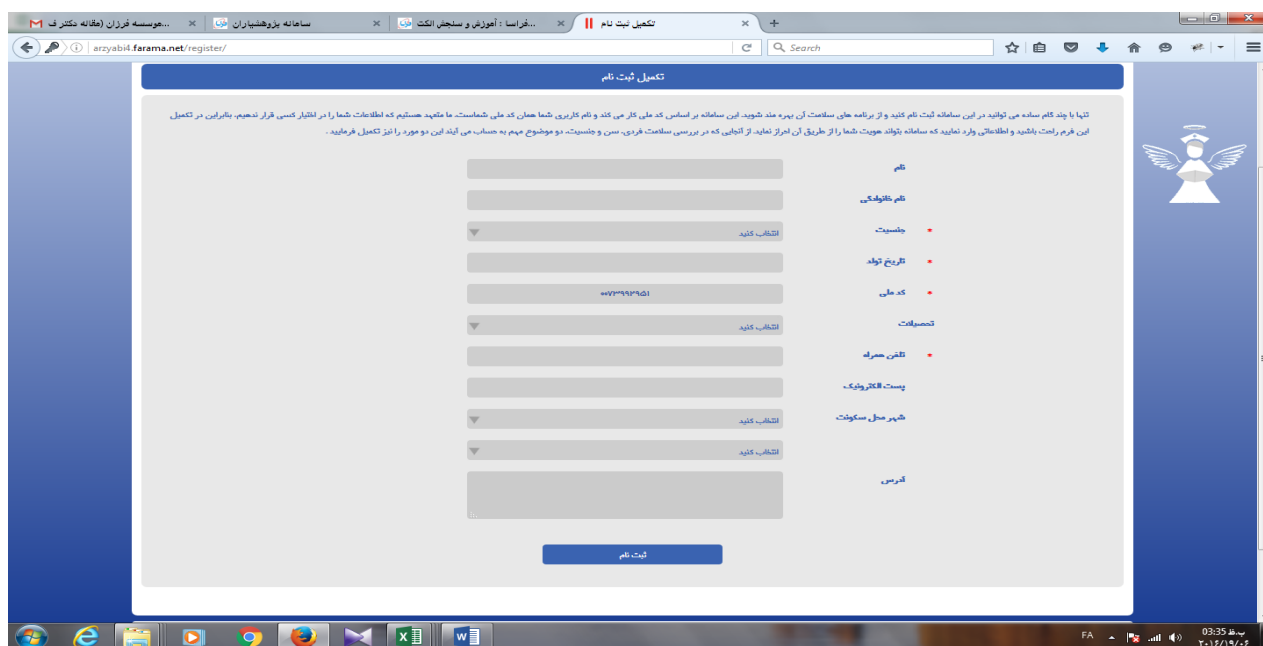 موسسه فرزان (مقاله دکتر ف...
سامانه پژوهشیاران
فراسا : آموزش و سنجش الکت...
تکمیل ثبت نام
arzyabi4.farama.net/register/
Search
تکمیل ثبت نام
تنها با چند گام ساده می توانید در این سامانه ثبت نام کنید و از برنامه های سلامت آن بهره مند شوید. این سامانه بر اساس کد ملی کار می کند و نام کاربری شما همان کد ملی شماست. ما متعهد هستیم که اطلاعات شما را در اختیار کسی قرار ندهیم، بنابراین در تکمیل
این فرم راحت باشید و اطلاعاتی وارد نمایید که سامانه بتواند هویت شما را از طریق آن احراز نماید. از آنجایی که در بررسی سلامت فردی، سن و جنسیت، دو موضوع مهم به حساب می آیند این دو مورد را نیز تکمیل فرمایید .
نام
نام خانوادگی
* جنسیت انتخاب کنید
* تاریخ تولد
* کد ملی ۰۰۷۳۹۹۲۹۵۱
تحصیلات انتخاب کنید
* تلفن همراه
پست الکترونیک
شهر محل سکونت انتخاب کنید
انتخاب کنید
آدرس
ثبت نام
FA
03:35 ب.ظ
۲۰۱۶/۱۹/۰۶